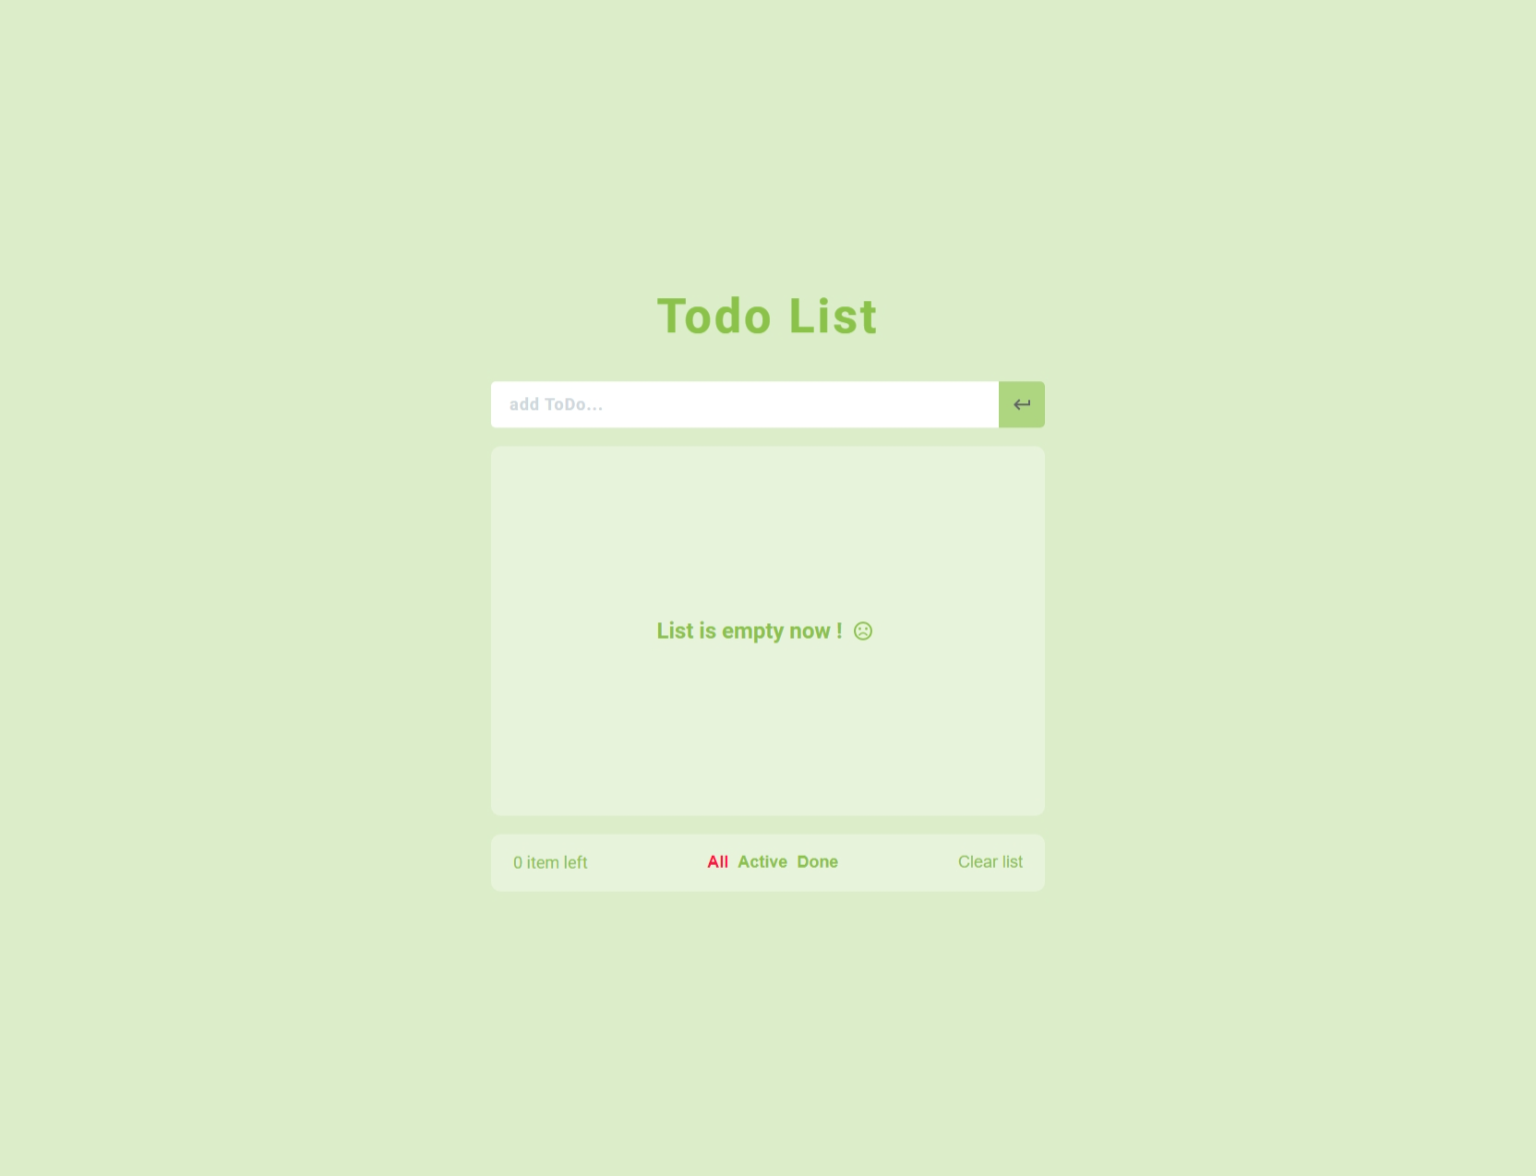 Todo List
add ToDo...
List is empty now !
0 item left
All Active Done
Clear list